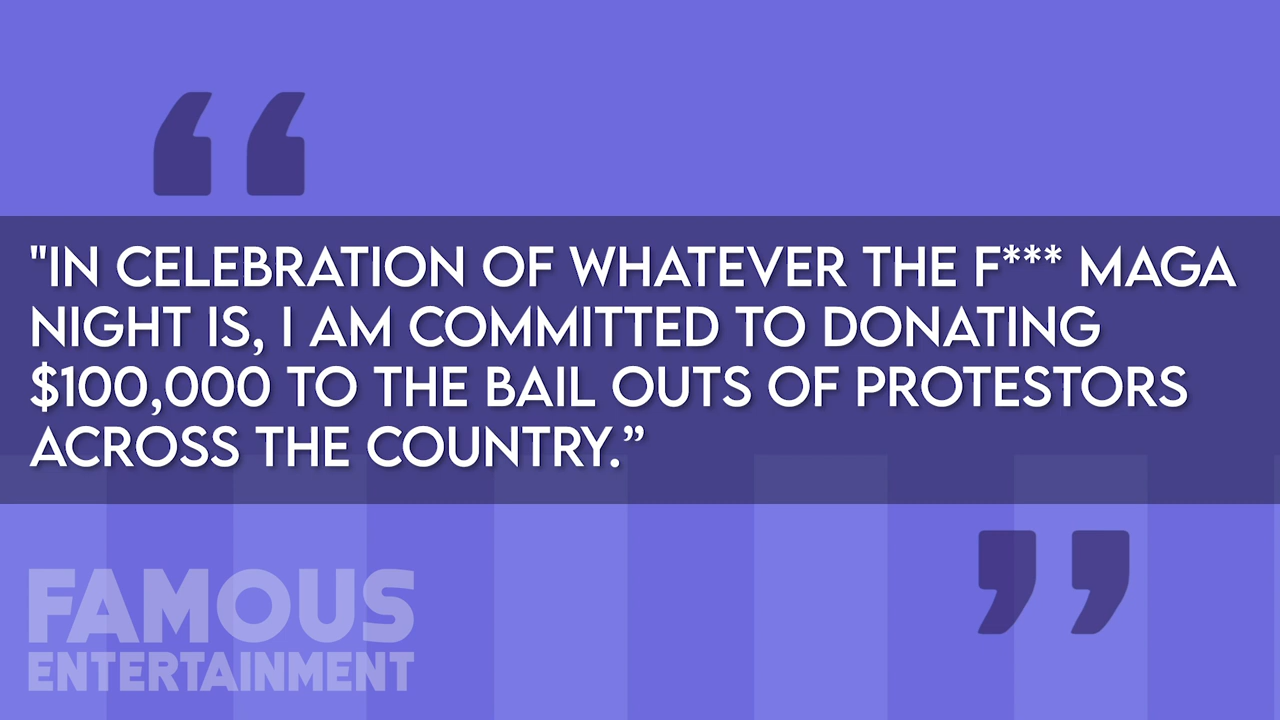 "IN CELEBRATION OF WHATEVER THE F*** MAGA
NIGHT IS, I AM COMMITTED TO DONATING
$100,000 TO THE BAIL OUTS OF PROTESTORS
ACROSS THE COUNTRY.”
FAMOUS
ENTERTAINMENT